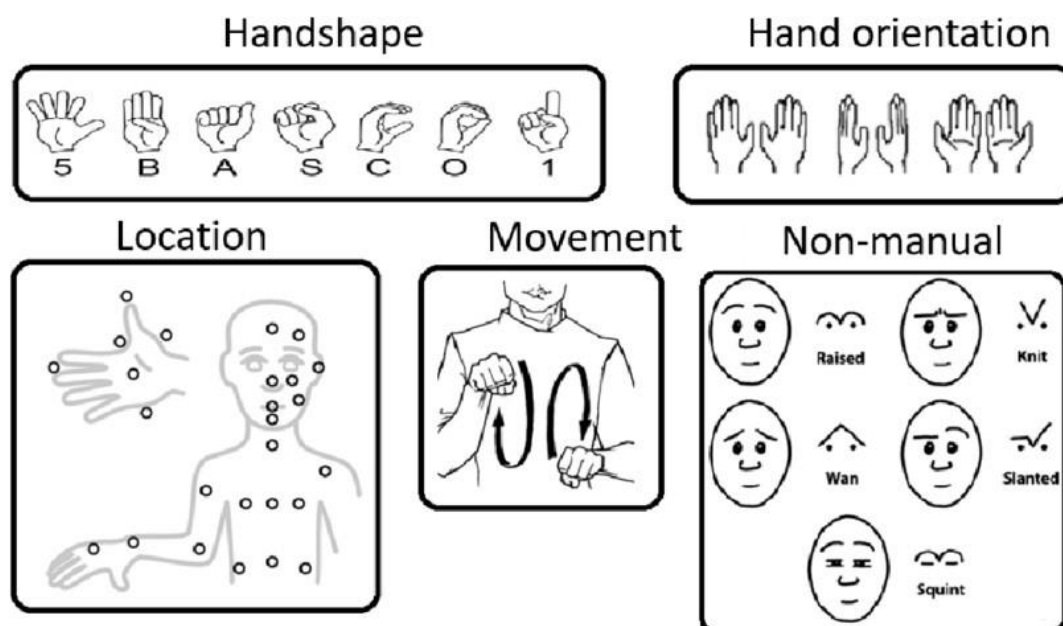 Handshape
Hand orientation
5 B A S C O 1
Location
Movement
Non-manual
Raised
Knit
Wan
Slanted
Squint